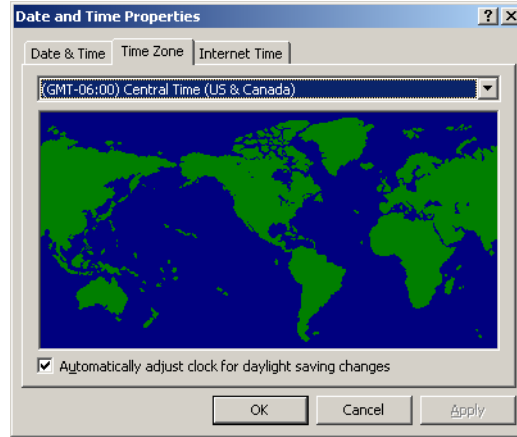 Date and Time Properties
Date & Time Time Zone Internet Time
(GMT-06:00) Central Time (US & Canada)
Automatically adjust clock for daylight saving changes
OK Cancel Apply